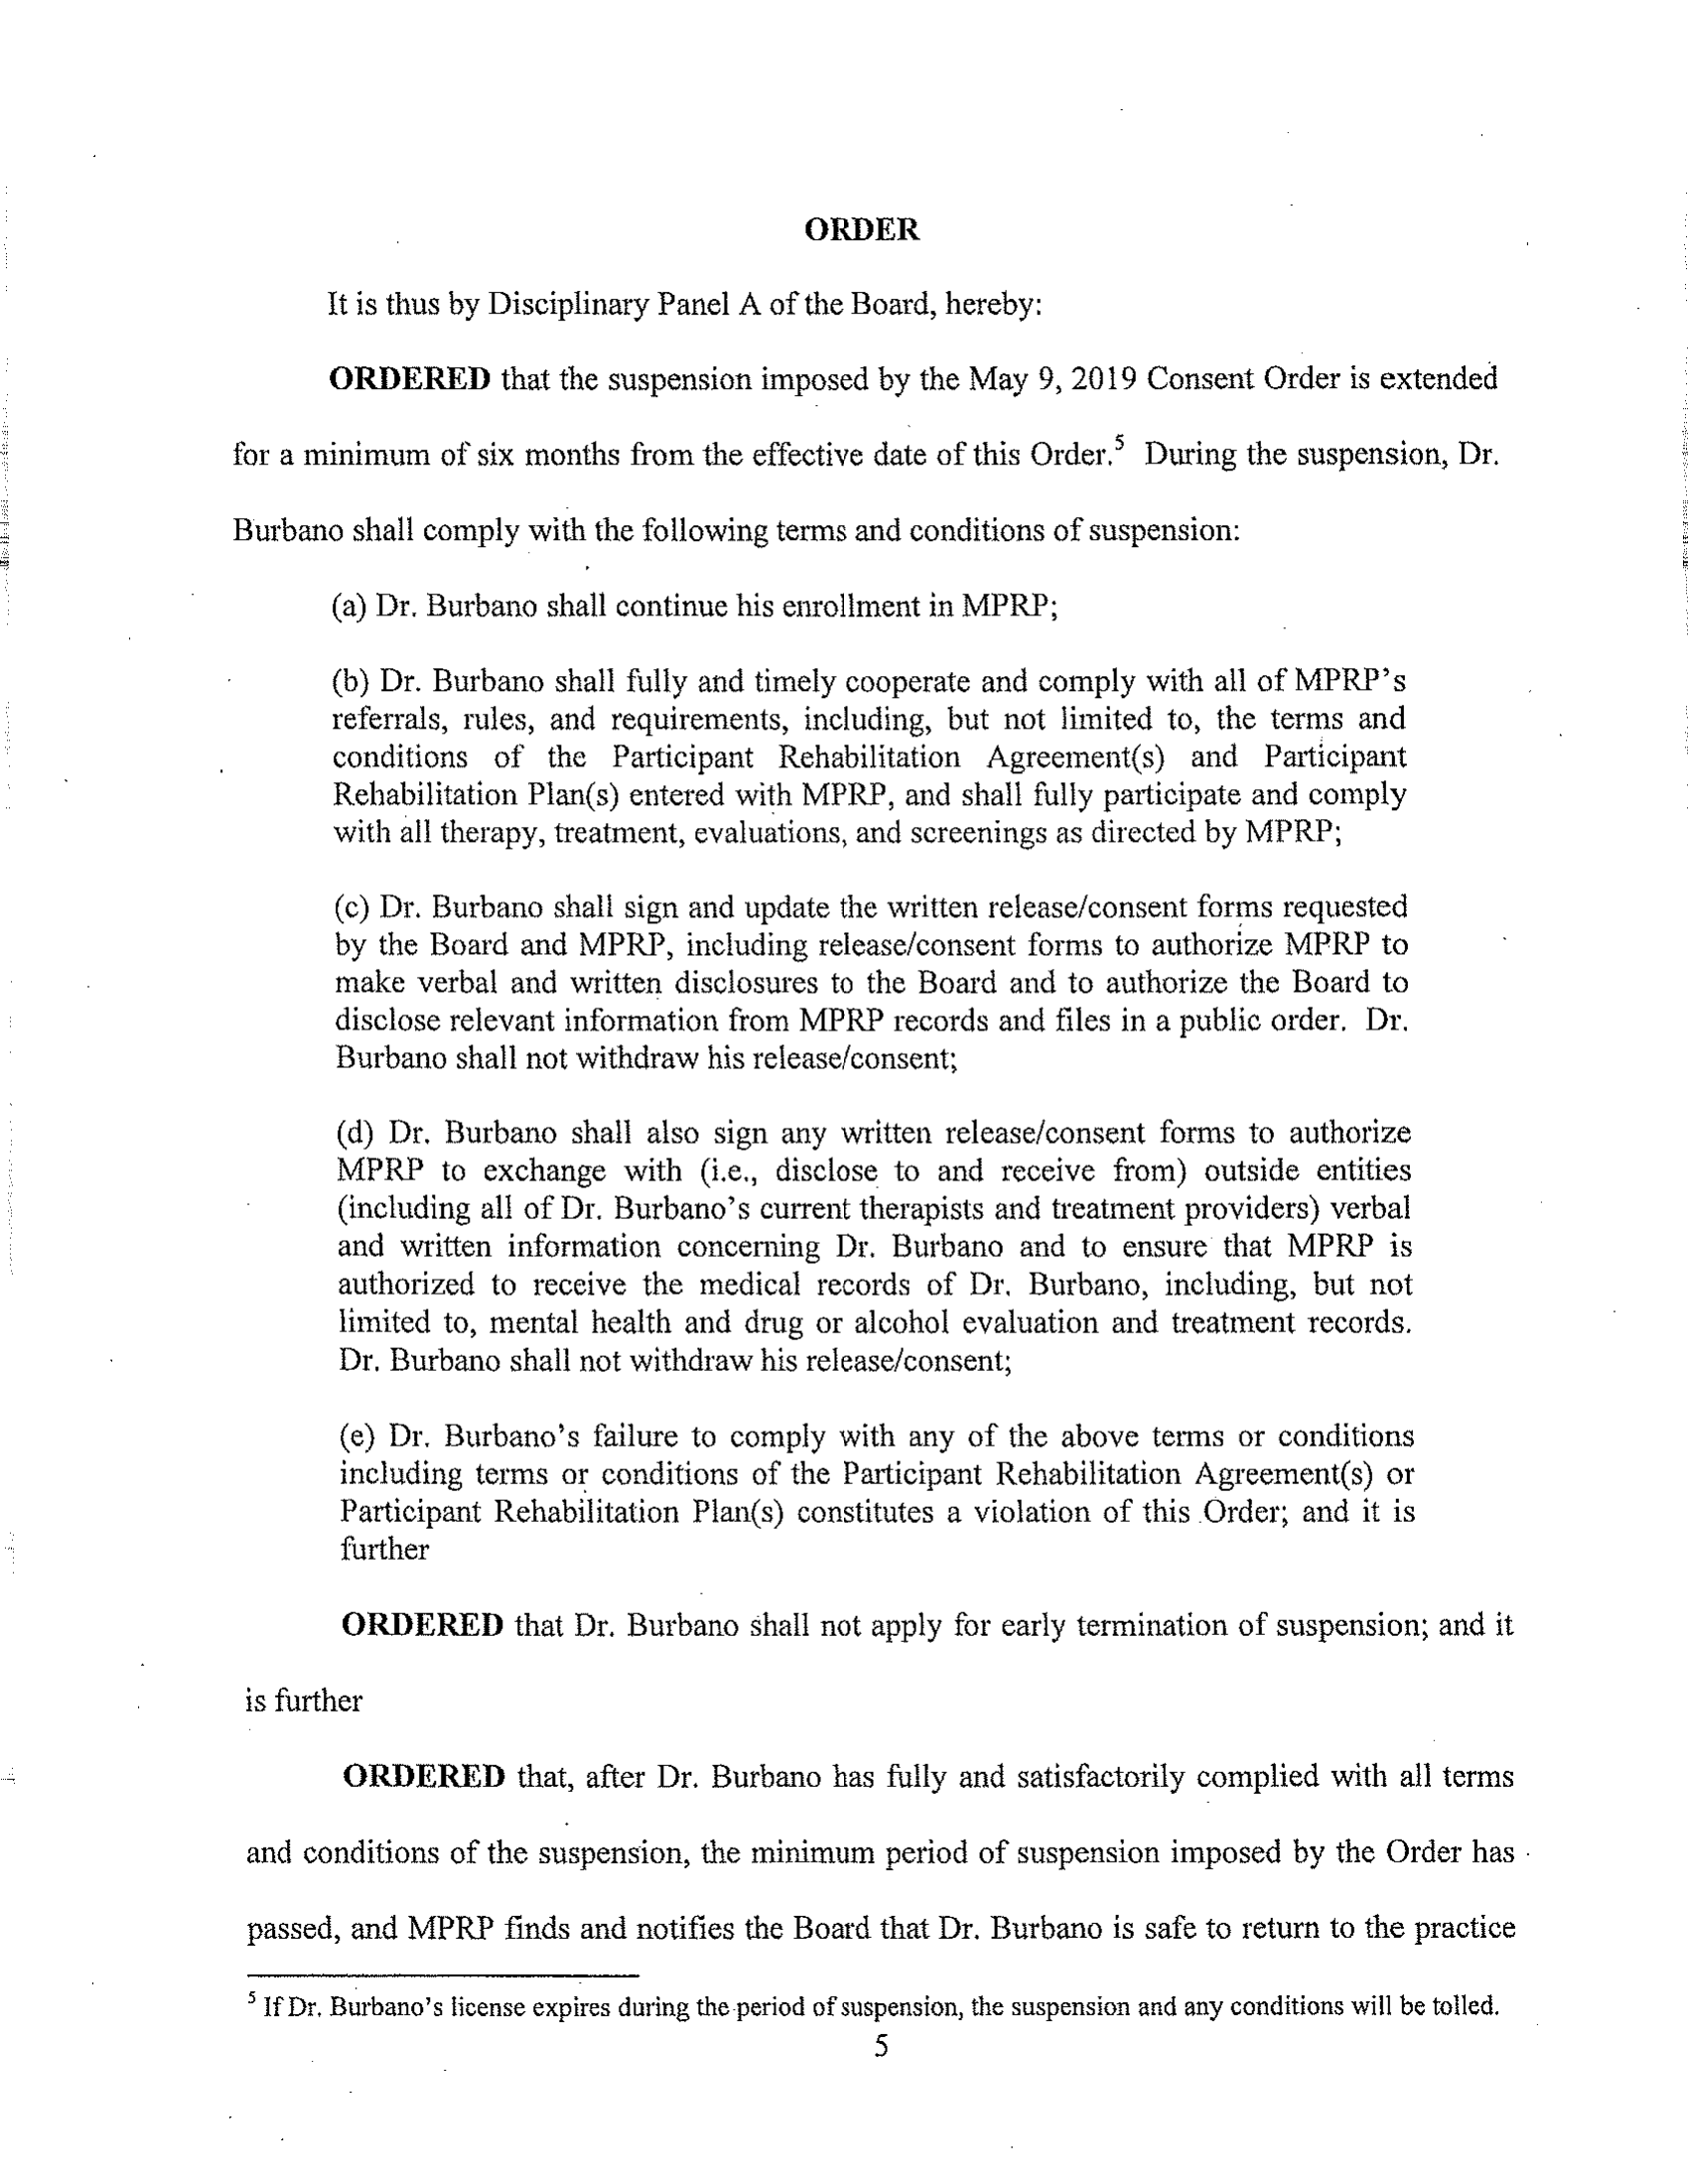 ORDER
It is thus by Disciplinary Panel A of the Board, hereby:
ORDERED that the suspension imposed by the May 9, 2019 Consent Order is extended
for a minimum of six months from the effective date of this Order.5 During the suspension, Dr.
Burbano shall comply with the following terms and conditions of suspension:
(a) Dr. Burbano shall continue his enrollment in MPRP;
(b) Dr. Burbano shall fully and timely cooperate and comply with all of MPRP's
referrals, rules, and requirements, including, but not limited to, the terms and
conditions of the Participant Rehabilitation Agreement(s) and Participant
Rehabilitation Plan(s) entered with MPRP, and shall fully participate and comply
with all therapy, treatment, evaluations, and screenings as directed by MPRP;
(c) Dr. Burbano shall sign and update the written release/consent forms requested
by the Board and MPRP, including release/consent forms to authorize MPRP to
make verbal and written disclosures to the Board and to authorize the Board to
disclose relevant information from MPRP records and files in a public order. Dr.
Burbano shall not withdraw his release/consent;
(d) Dr. Burbano shall also sign any written release/consent forms to authorize
MPRP to exchange with (i.e., disclose to and receive from) outside entities
(including all of Dr. Burbano's current therapists and treatment providers) verbal
and written information concerning Dr. Burbano and to ensure that MPRP is
authorized to receive the medical records of Dr. Burbano, including, but not
limited to, mental health and drug or alcohol evaluation and treatment records.
Dr. Burbano shall not withdraw his release/consent;
(e) Dr. Burbano's failure to comply with any of the above terms or conditions
including terms or conditions of the Participant Rehabilitation Agreement(s) or
Participant Rehabilitation Plan(s) constitutes a violation of this Order; and it is
further
ORDERED that Dr. Burbano shall not apply for early termination of suspension; and it
is further
ORDERED that, after Dr. Burbano has fully and satisfactorily complied with all terms
and conditions of the suspension, the minimum period of suspension imposed by the Order has
passed, and MPRP finds and notifies the Board that Dr. Burbano is safe to return to the practice
5 If Dr. Burbano's license expires during the period of suspension, the suspension and any conditions will be tolled.
5